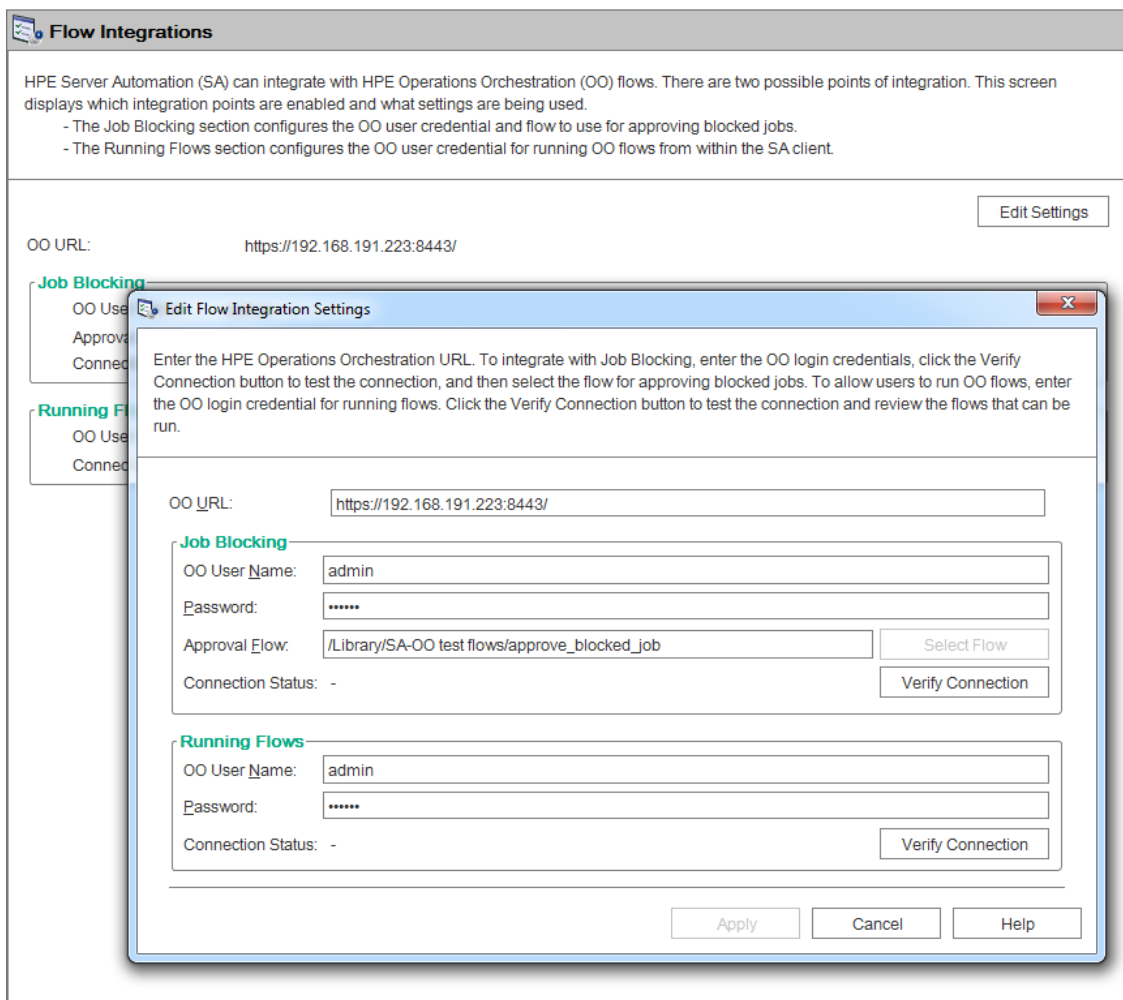 Flow Integrations
HPE Server Automation (SA) can integrate with HPE Operations Orchestration (OO) flows. There are two possible points of integration. This screen
displays which integration points are enabled and what settings are being used.
- The Job Blocking section configures the OO user credential and flow to use for approving blocked jobs.
- The Running Flows section configures the OO user credential for running OO flows from within the SA client.
Edit Settings
OO URL: https://192.168.191.223:8443/
Job Blocking
OO Use
Approva
Connec
Running Fl
OO Use
Connec
Edit Flow Integration Settings
Enter the HPE Operations Orchestration URL. To integrate with Job Blocking, enter the OO login credentials, click the Verify
Connection button to test the connection, and then select the flow for approving blocked jobs. To allow users to run OO flows, enter
the OO login credential for running flows. Click the Verify Connection button to test the connection and review the flows that can be
run.
OO URL: https://192.168.191.223:8443/
Job Blocking
OO User Name: admin
Password: ••••••
Approval Flow: /Library/SA-OO test flows/approve_blocked_job Select Flow
Connection Status: - Verify Connection
Running Flows
OO User Name: admin
Password: ••••••
Connection Status: - Verify Connection
Apply Cancel Help